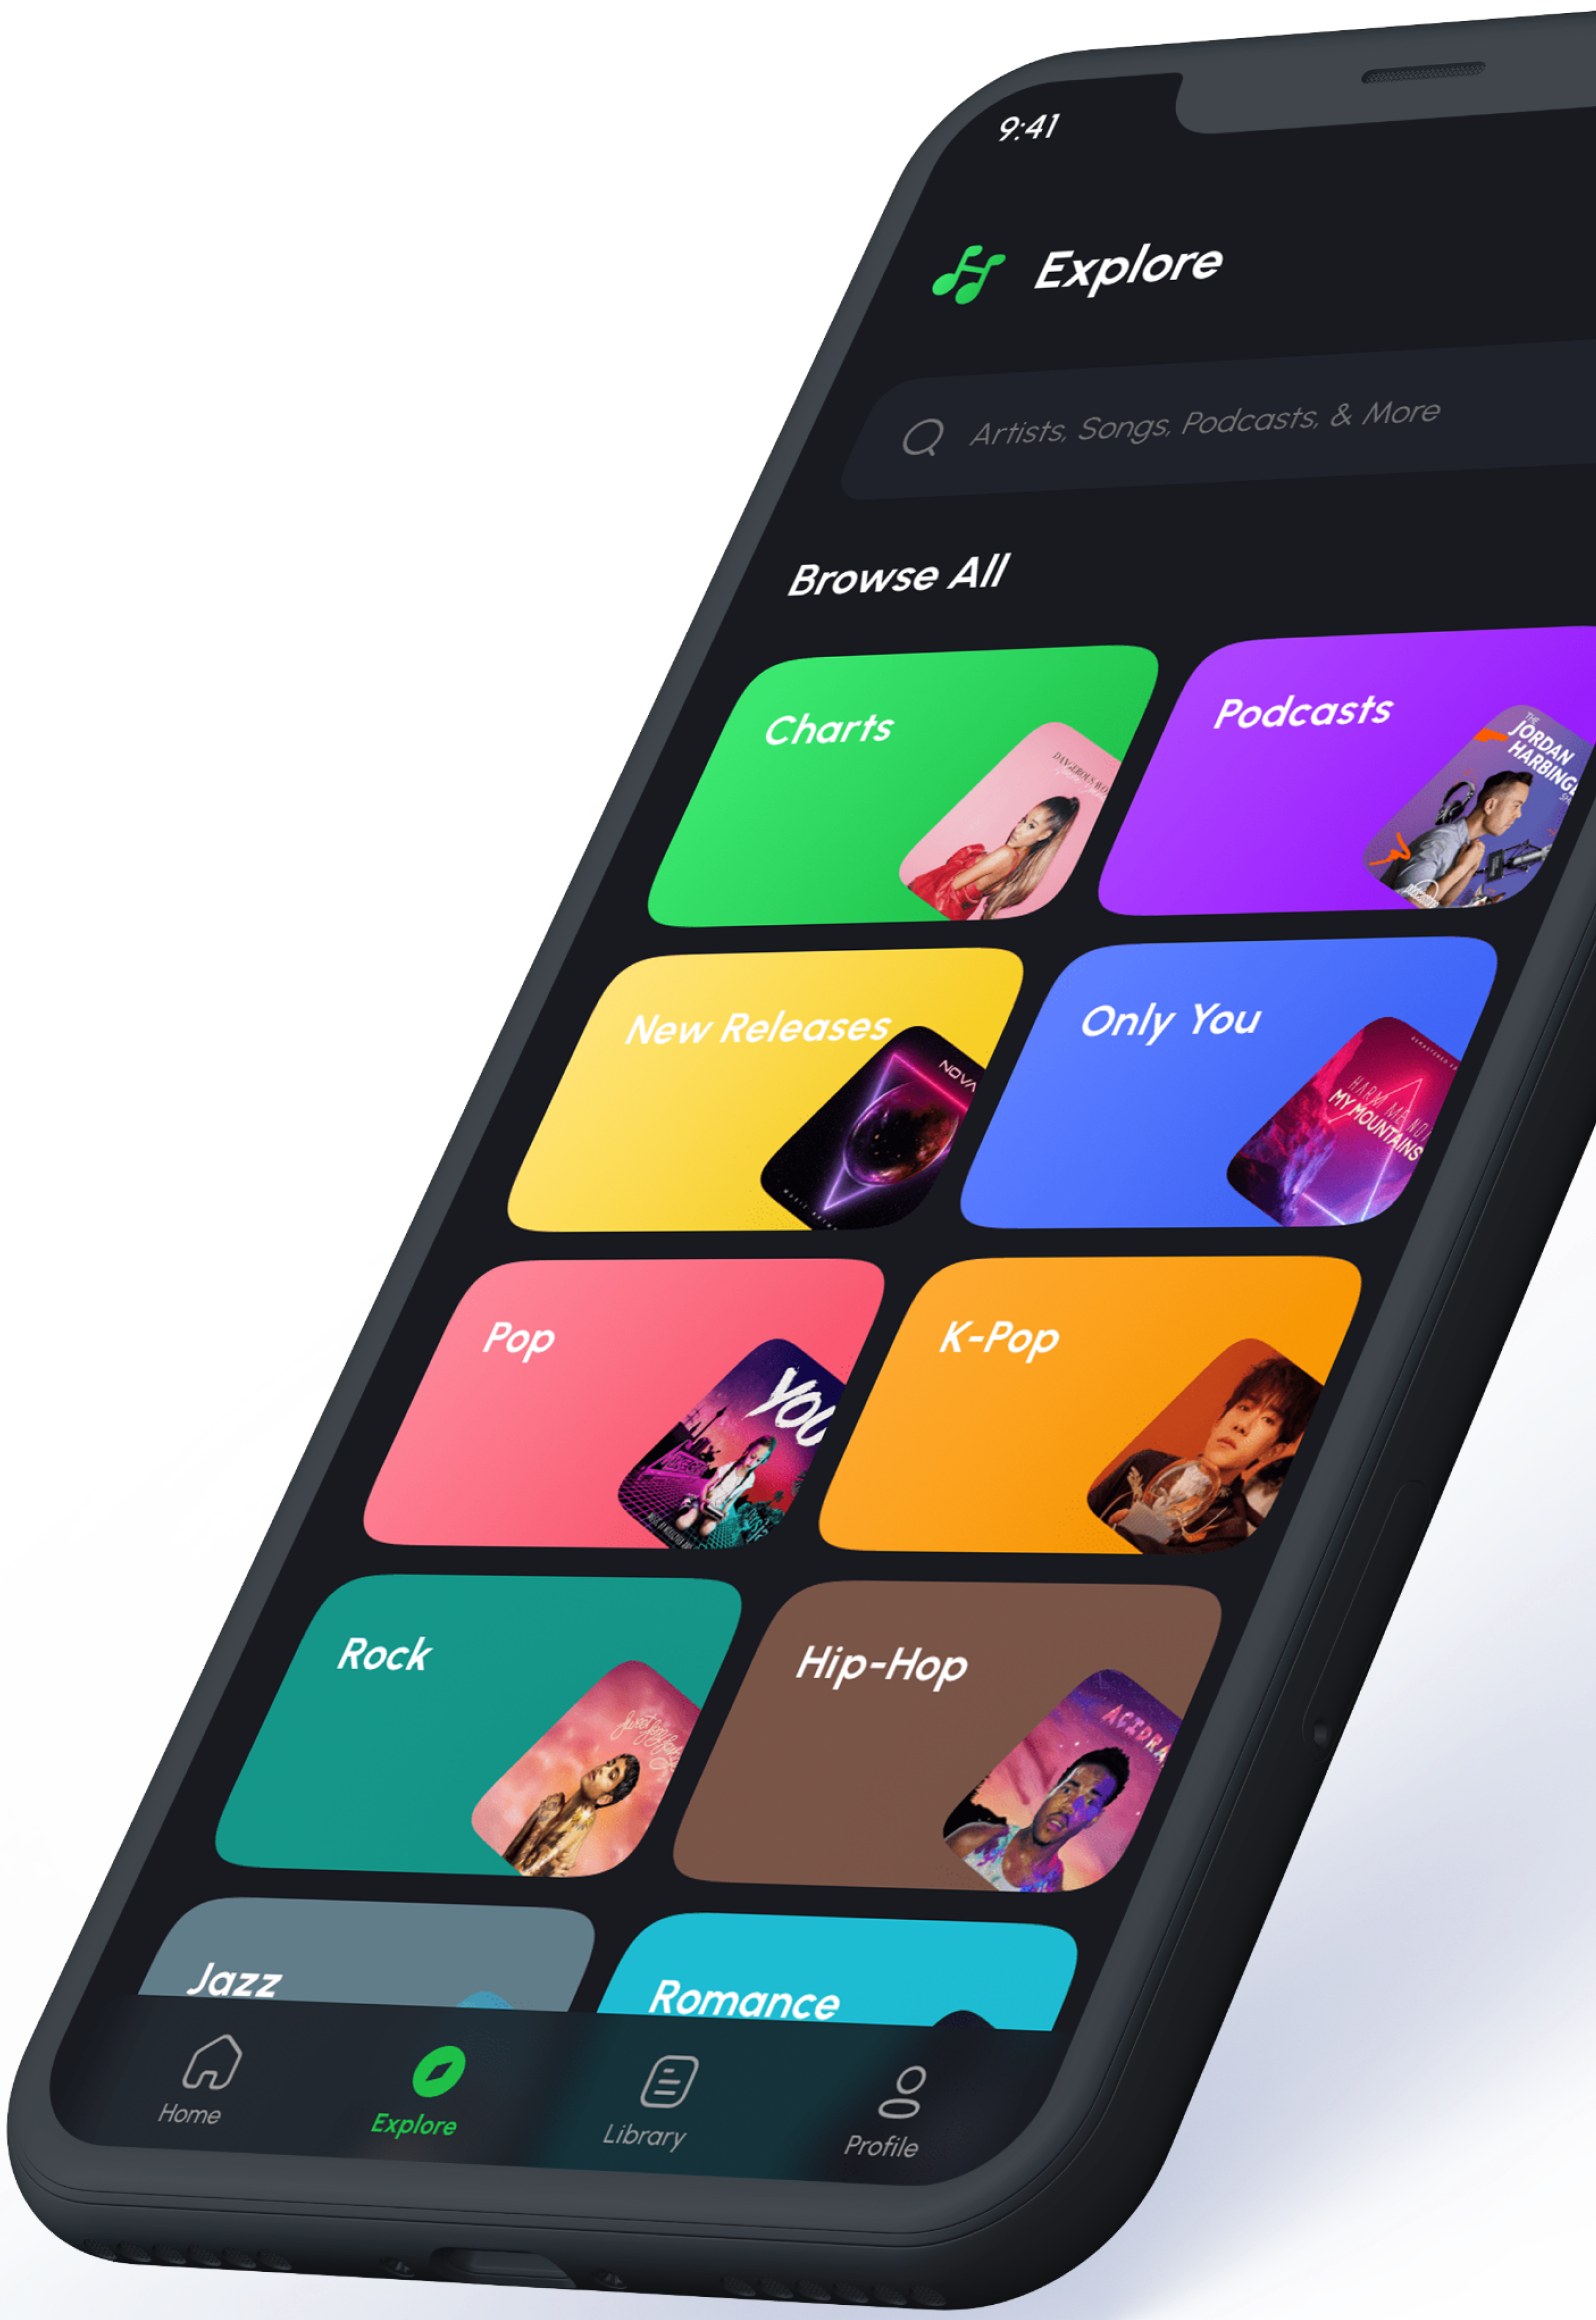 9:41
Explore
Artists, Songs, Podcasts, & More
Browse All
Charts
Podcasts
THE
JORDAN
New Releases
NOVA
Only You
HARM ME NOT
MY MOUNTAINS
Pop
YOU
K-Pop
Rock
Hip-Hop
ACIDRA
Jazz
Romance
Home
Explore
Library
Profile